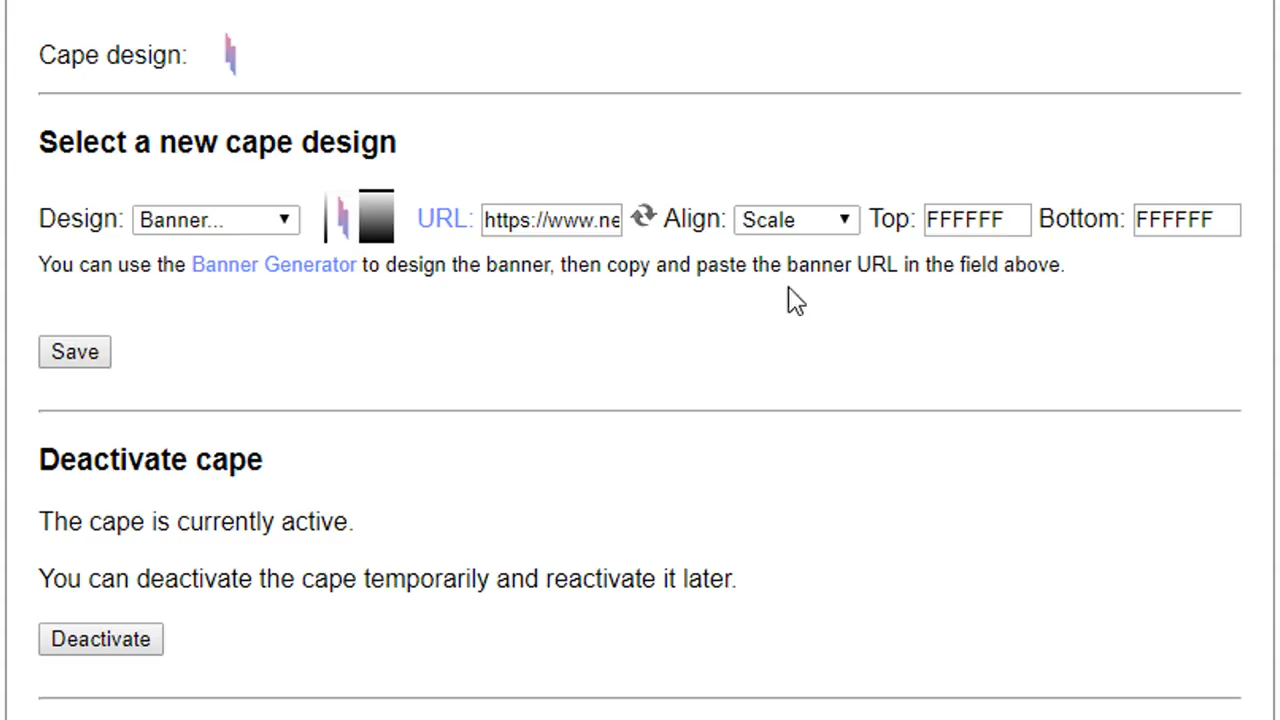 Cape design:
Select a new cape design
Design: Banner... URL: https://www.ne Align: Scale Top: FFFFFF Bottom: FFFFFF
You can use the Banner Generator to design the banner, then copy and paste the banner URL in the field above.
Save
Deactivate cape
The cape is currently active.
You can deactivate the cape temporarily and reactivate it later.
Deactivate